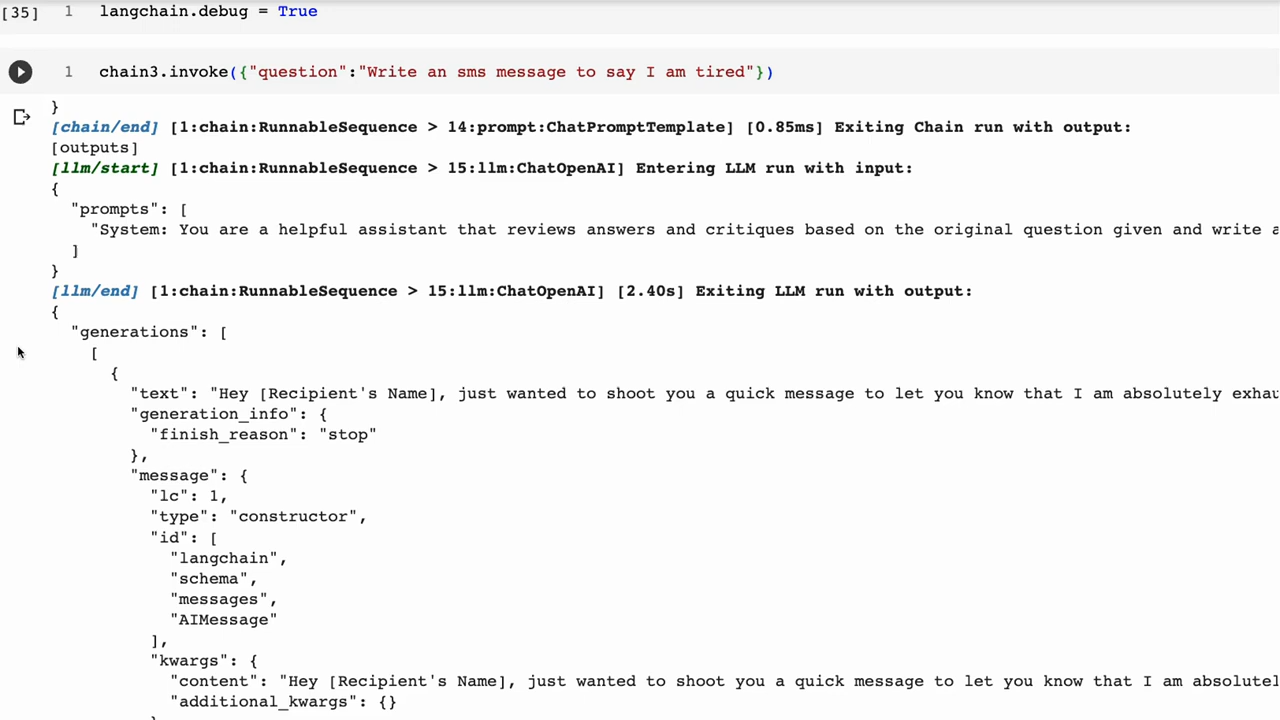 [35] 1 langchain.debug = True
1 chain3.invoke({"question":"Write an sms message to say I am tired"})
}
[chain/end] [1:chain:RunnableSequence > 14:prompt:ChatPromptTemplate] [0.85ms] Exiting Chain run with output:
[outputs]
[llm/start] [1:chain:RunnableSequence > 15:llm:ChatOpenAI] Entering LLM run with input:
{
"prompts": [
"System: You are a helpful assistant that reviews answers and critiques based on the original question given and write a
]
}
[llm/end] [1:chain:RunnableSequence > 15:llm:ChatOpenAI] [2.40s] Exiting LLM run with output:
{
"generations": [
[
{
"text": "Hey [Recipient's Name], just wanted to shoot you a quick message to let you know that I am absolutely exhau
"generation_info": {
"finish_reason": "stop"
},
"message": {
"lc": 1,
"type": "constructor",
"id": [
"langchain",
"schema",
"messages",
"AIMessage"
],
"kwargs": {
"content": "Hey [Recipient's Name], just wanted to shoot you a quick message to let you know that I am absolutel
"additional_kwargs": {}